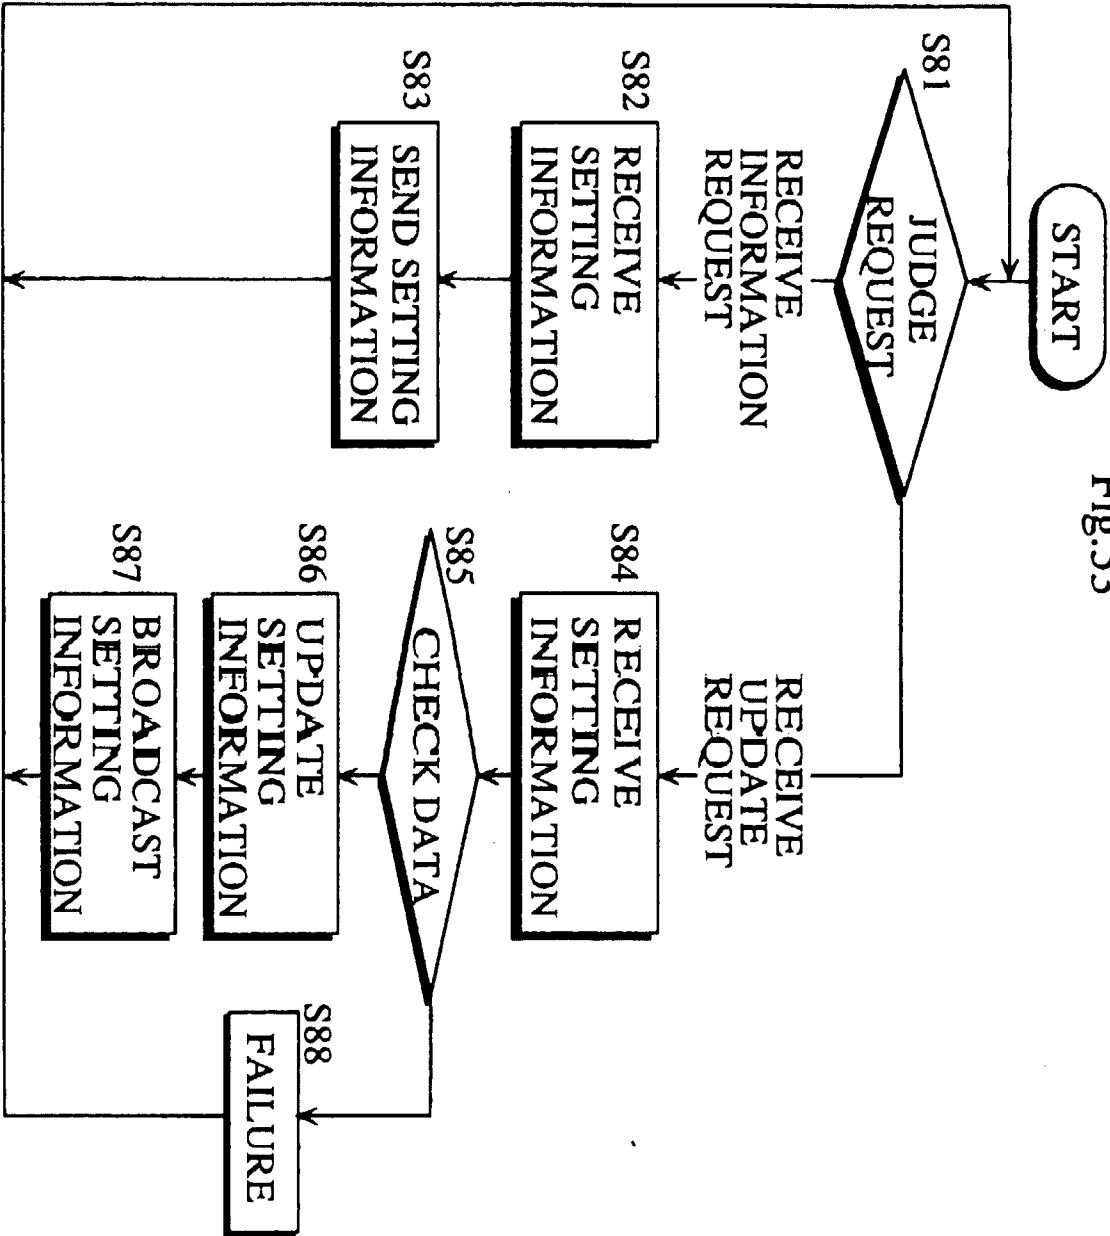 Fig.33
START
S81
JUDGE
REQUEST
RECEIVE
INFORMATION
REQUEST
S82
RECEIVE
SETTING
INFORMATION
S83
SEND SETTING
INFORMATION
RECEIVE
UPDATE
REQUEST
S84
RECEIVE
SETTING
INFORMATION
S85
CHECK DATA
S86
UPDATE
SETTING
INFORMATION
S87
BROADCAST
SETTING
INFORMATION
S88
FAILURE